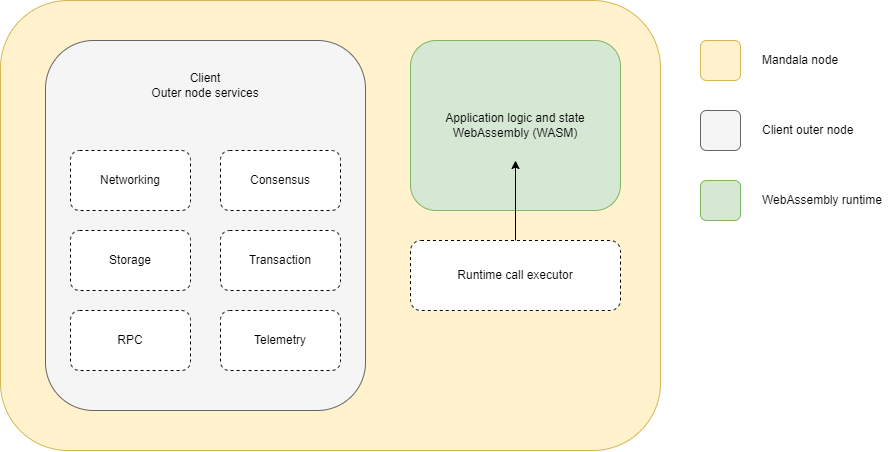 Client
Outer node services
Networking
Consensus
Storage
Transaction
RPC
Telemetry
Application logic and state
WebAssembly (WASM)
Runtime call executor
Mandala node
Client outer node
WebAssembly runtime